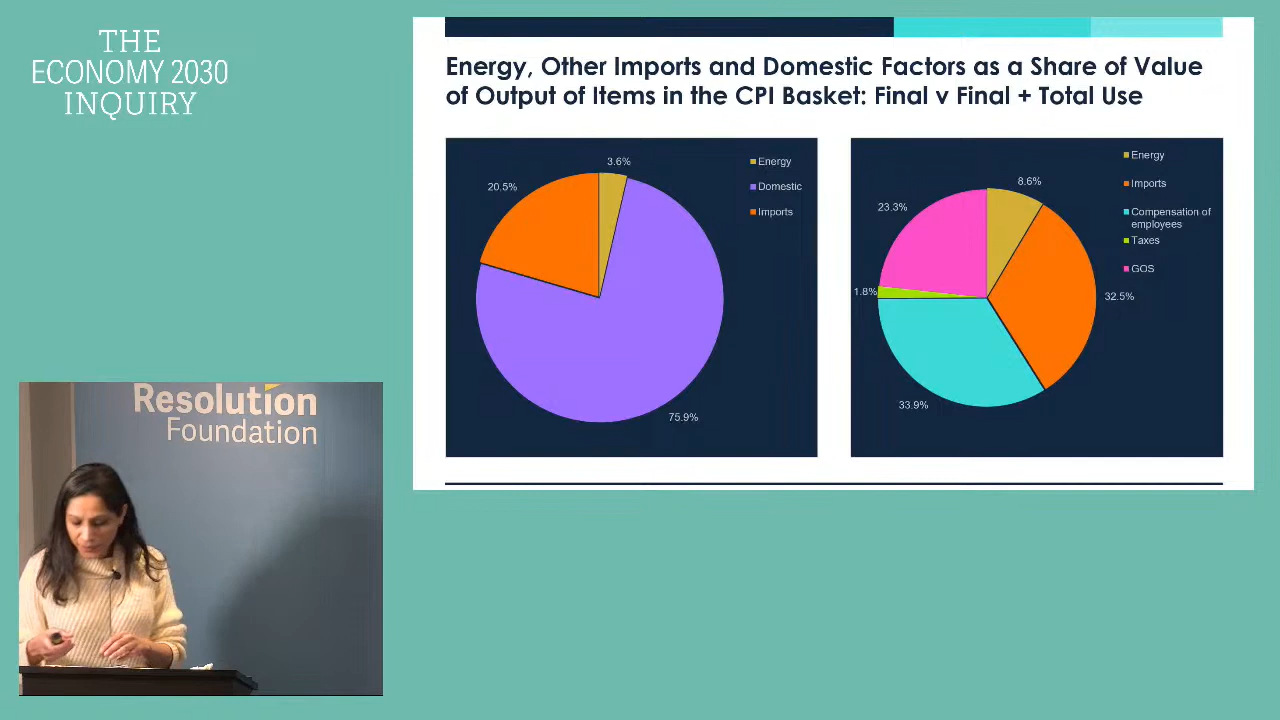 THE
ECONOMY 2030
INQUIRY
Energy, Other Imports and Domestic Factors as a Share of Value
of Output of Items in the CPI Basket: Final v Final + Total Use
3.6%
20.5%
75.9%
Energy
Domestic
Imports
8.6%
23.3%
1.8%
32.5%
33.9%
Energy
Imports
Compensation of
employees
Taxes
GOS
Resolution
Foundation